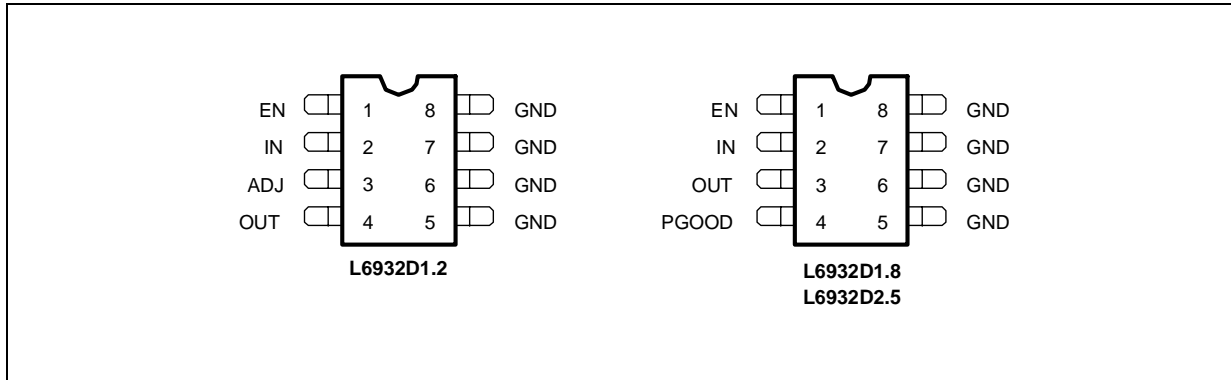 EN 1 8 GND
IN 2 7 GND
ADJ 3 6 GND
OUT 4 5 GND
L6932D1.2
EN 1 8 GND
IN 2 7 GND
OUT 3 6 GND
PGOOD 4 5 GND
L6932D1.8
L6932D2.5